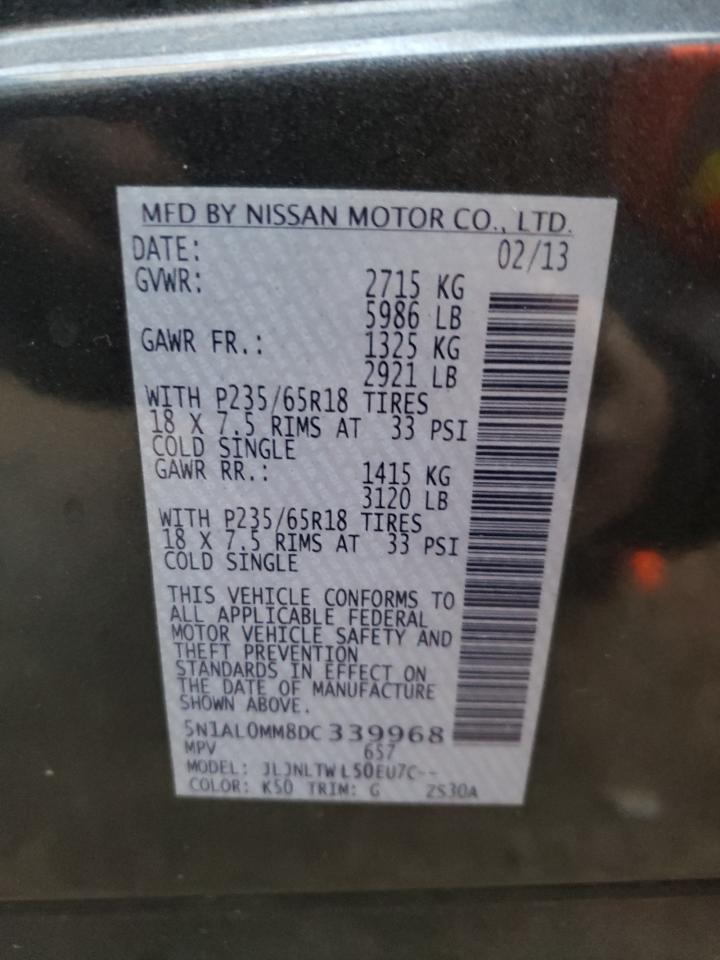 MFD BY NISSAN MOTOR CO., LTD.
DATE: 02/13
GVWR: 2715 KG
5986 LB
GAWR FR.: 1325 KG
2921 LB
WITH P235/65R18 TIRES
18 X 7.5 RIMS AT 33 PSI
COLD SINGLE
GAWR RR.: 1415 KG
3120 LB
WITH P235/65R18 TIRES
18 X 7.5 RIMS AT 33 PSI
COLD SINGLE
THIS VEHICLE CONFORMS TO
ALL APPLICABLE FEDERAL
MOTOR VEHICLE SAFETY AND
THEFT PREVENTION
STANDARDS IN EFFECT ON
THE DATE OF MANUFACTURE
SHOWN ABOVE.
5N1AL0MM8DC339968
MPV 657
MODEL: JLJNLTWL50EU7C--
COLOR: K50 TRIM: G ZS30A